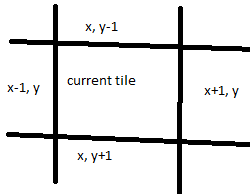 x, y-1
current tile
x-1, y
x+1, y
x, y+1